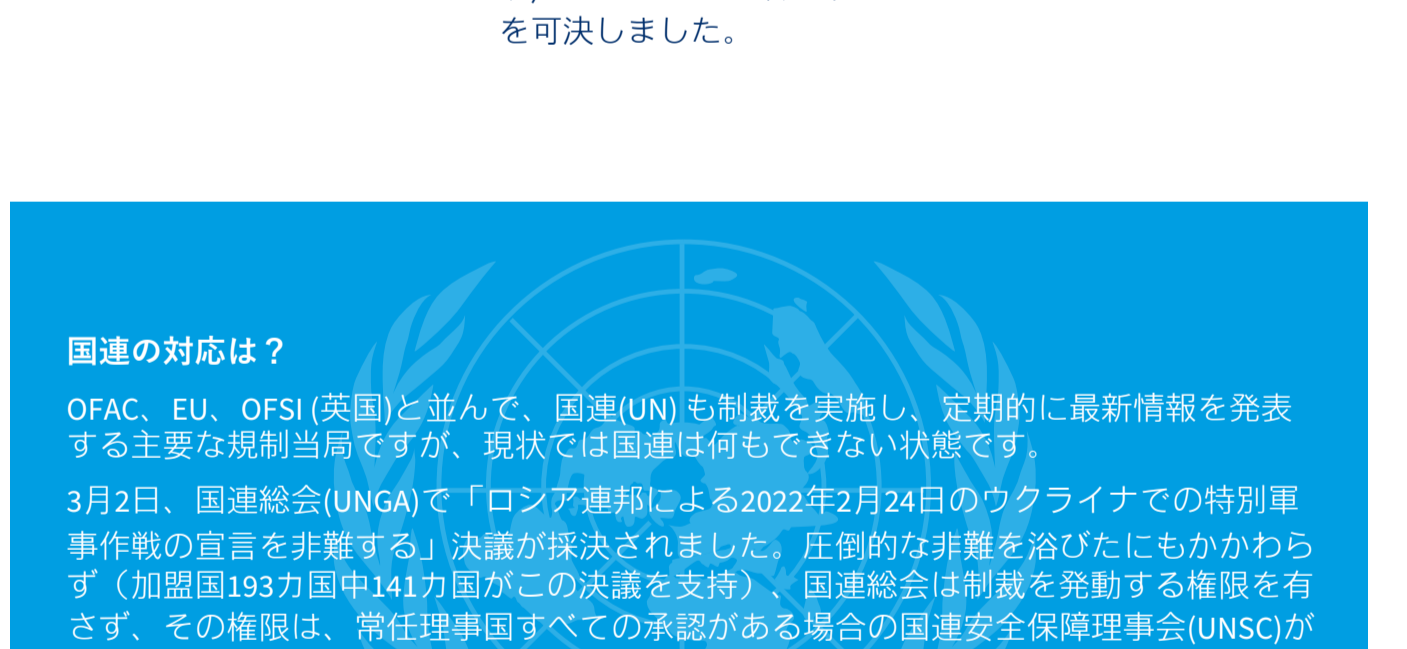 を可決しました。
国連の対応は？
OFAC、EU、OFSI (英国)と並んで、国連(UN) も制裁を実施し、定期的に最新情報を発表
する主要な規制当局ですが、現状では国連は何もできない状態です。
3月2日、国連総会(UNGA)で「ロシア連邦による2022年2月24日のウクライナでの特別軍
事作戦の宣言を非難する」決議が採決されました。圧倒的な非難を浴びたにもかかわら
ず（加盟国193カ国中141カ国がこの決議を支持）、国連総会は制裁を発動する権限を有
さず、その権限は、常任理事国すべての承認がある場合の国連安全保障理事会(UNSC)が